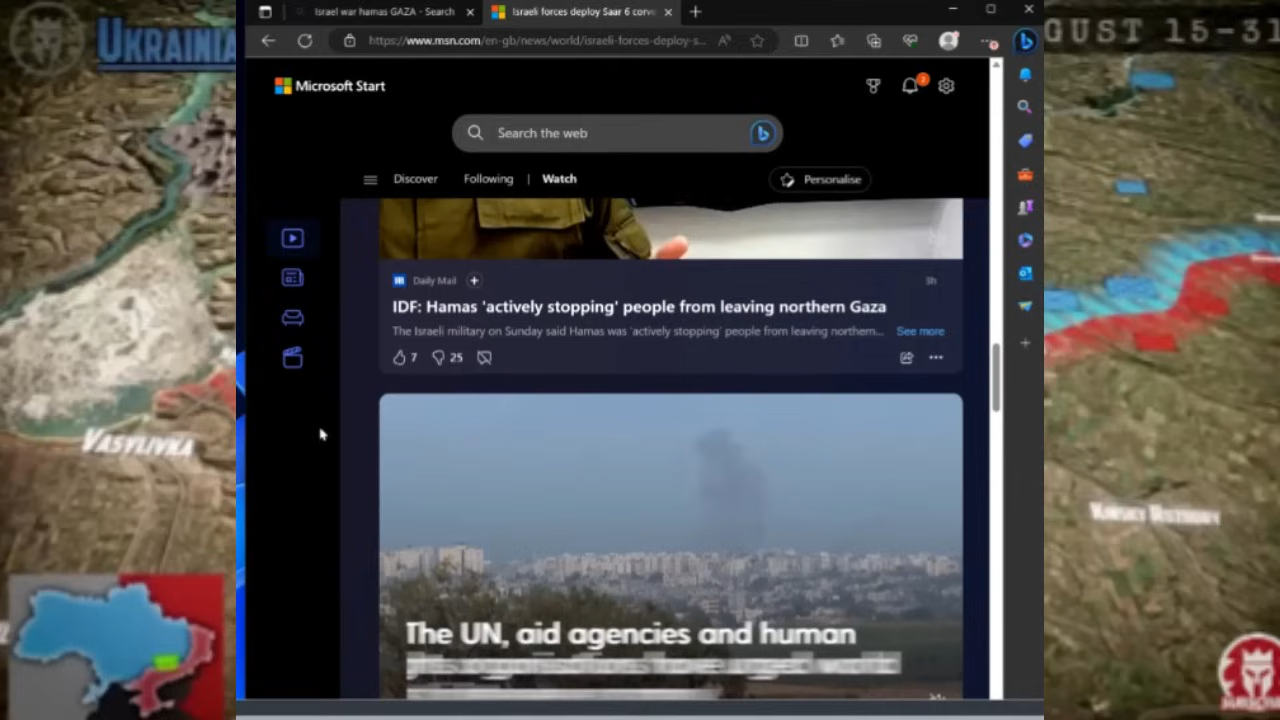 UKRAINIA
GUST 15-31
Israel war hamas GAZA - Search
Israeli forces deploy Saar 6 corve
https://www.msn.com/en-gb/news/world/israeli-forces-deploy-s...
Microsoft Start
2
Search the web
Discover
Following
Watch
Personalise
Daily Mail
3h
IDF: Hamas 'actively stopping' people from leaving northern Gaza
The Israeli military on Sunday said Hamas was 'actively stopping' people from leaving northern...
See more
7
25
VASYLIVKA
The UN, aid agencies and human